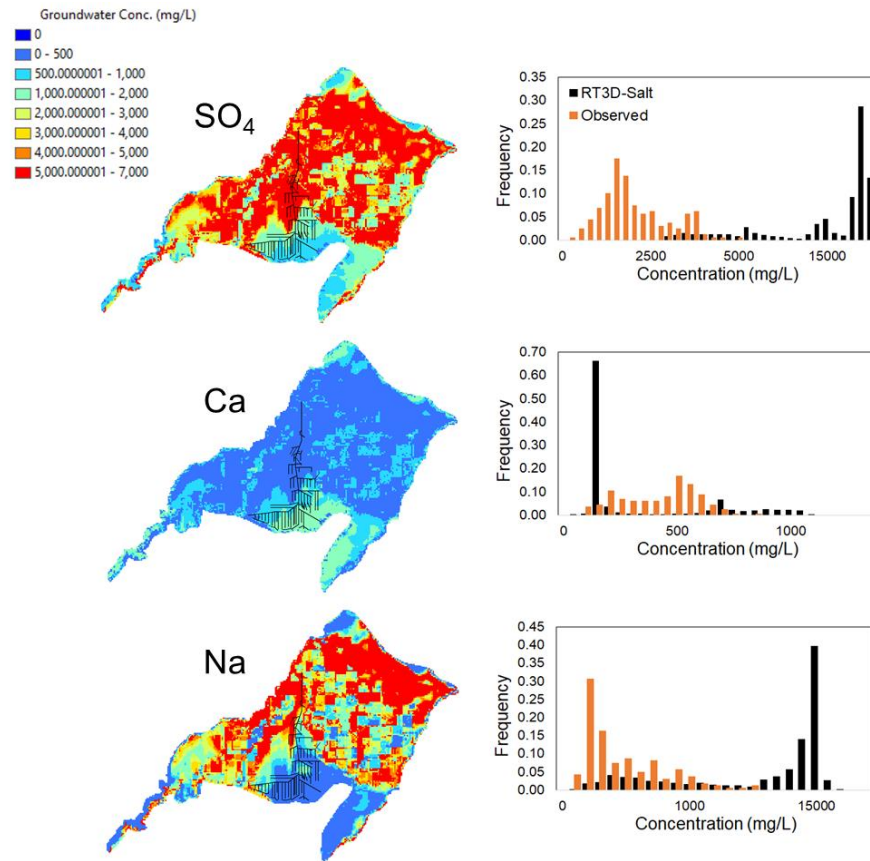 Groundwater Conc. (mg/L)
0
0 - 500
500.0000001 - 1,000
1,000.000001 - 2,000
2,000.000001 - 3,000
3,000.000001 - 4,000
4,000.000001 - 5,000
5,000.000001 - 7,000
SO4
0.35
0.30
0.25
0.20
0.15
0.10
0.05
0.00
Frequency
RT3D-Salt
Observed
0 2500 5000 15000
Concentration (mg/L)
Ca
0.70
0.60
0.50
0.40
0.30
0.20
0.10
0.00
Frequency
0 500 1000
Concentration (mg/L)
Na
0.45
0.40
0.35
0.30
0.25
0.20
0.15
0.10
0.05
0.00
Frequency
0 1000 15000
Concentration (mg/L)